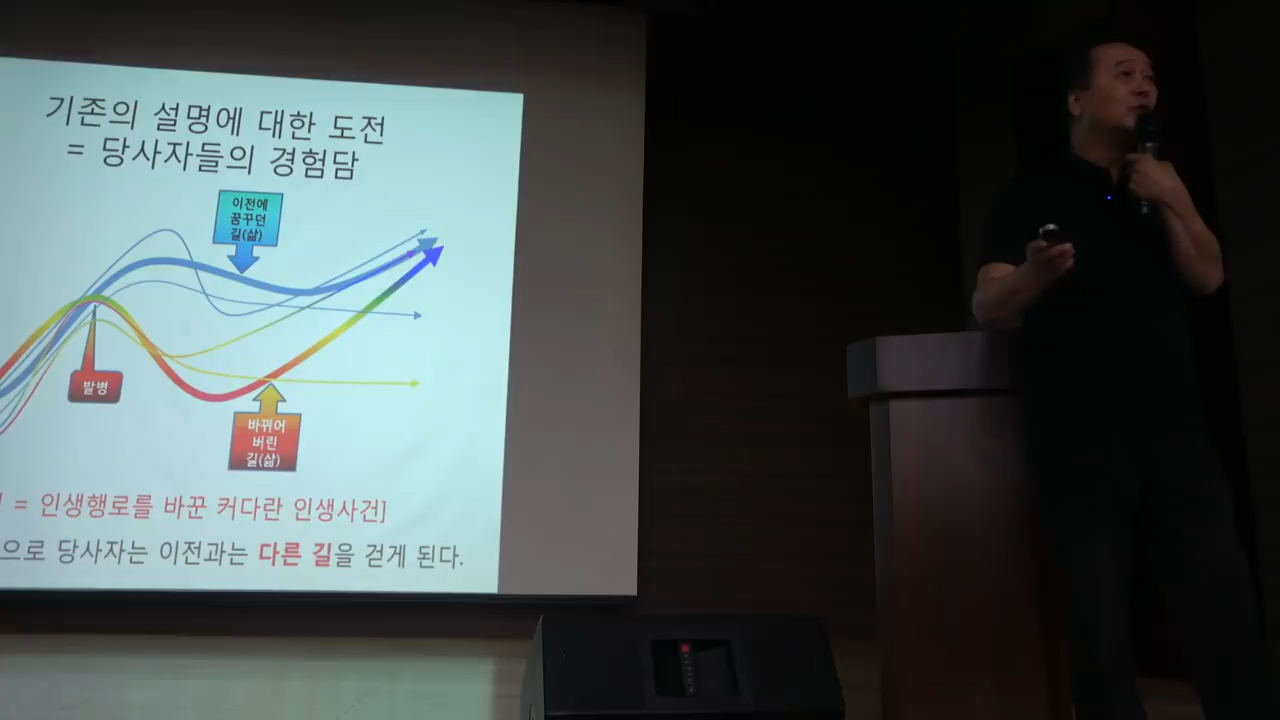 기존의 설명에 대한 도전
= 당사자들의 경험담
이전에
꿈꾸던
길(삶)
발병
바뀌어
버린
길(삶)
= 인생행로를 바꾼 커다란 인생사건]
으로 당사자는 이전과는 다른 길을 걷게 된다.